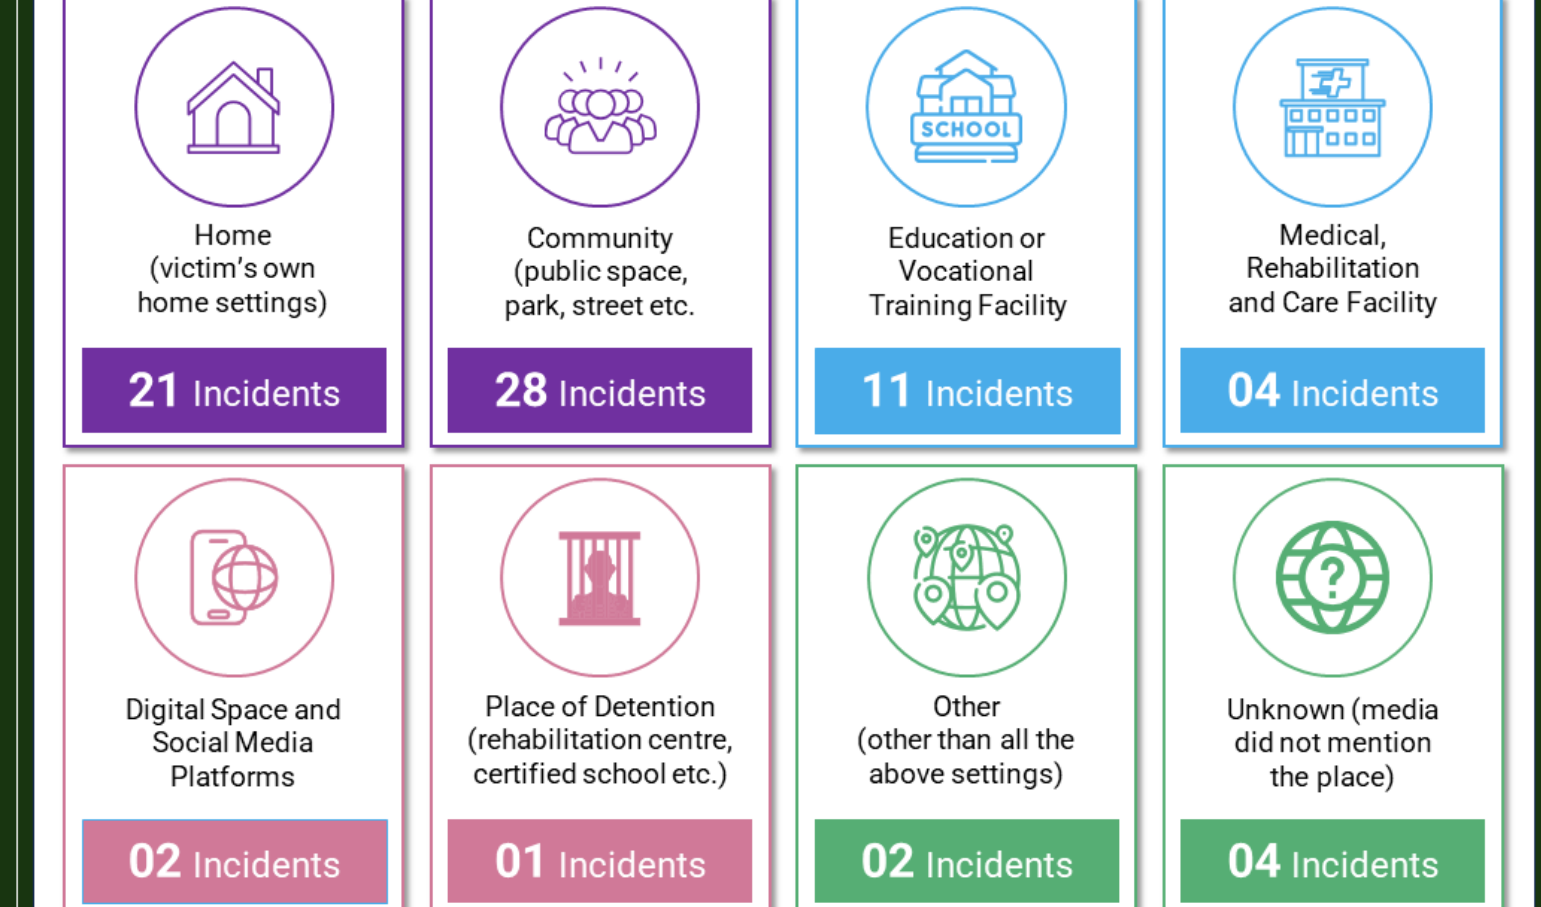 SCHOOL
Home
(victim's own
home settings)
21 Incidents
Community
(public space,
park, street etc.
28 Incidents
Education or
Vocational
Training Facility
11 Incidents
Medical,
Rehabilitation
and Care Facility
04 Incidents
Digital Space and
Social Media
Platforms
02 Incidents
Place of Detention
(rehabilitation centre,
certified school etc.)
01 Incidents
Other
(other than all the
above settings)
02 Incidents
?
Unknown (media
did not mention
the place)
04 Incidents